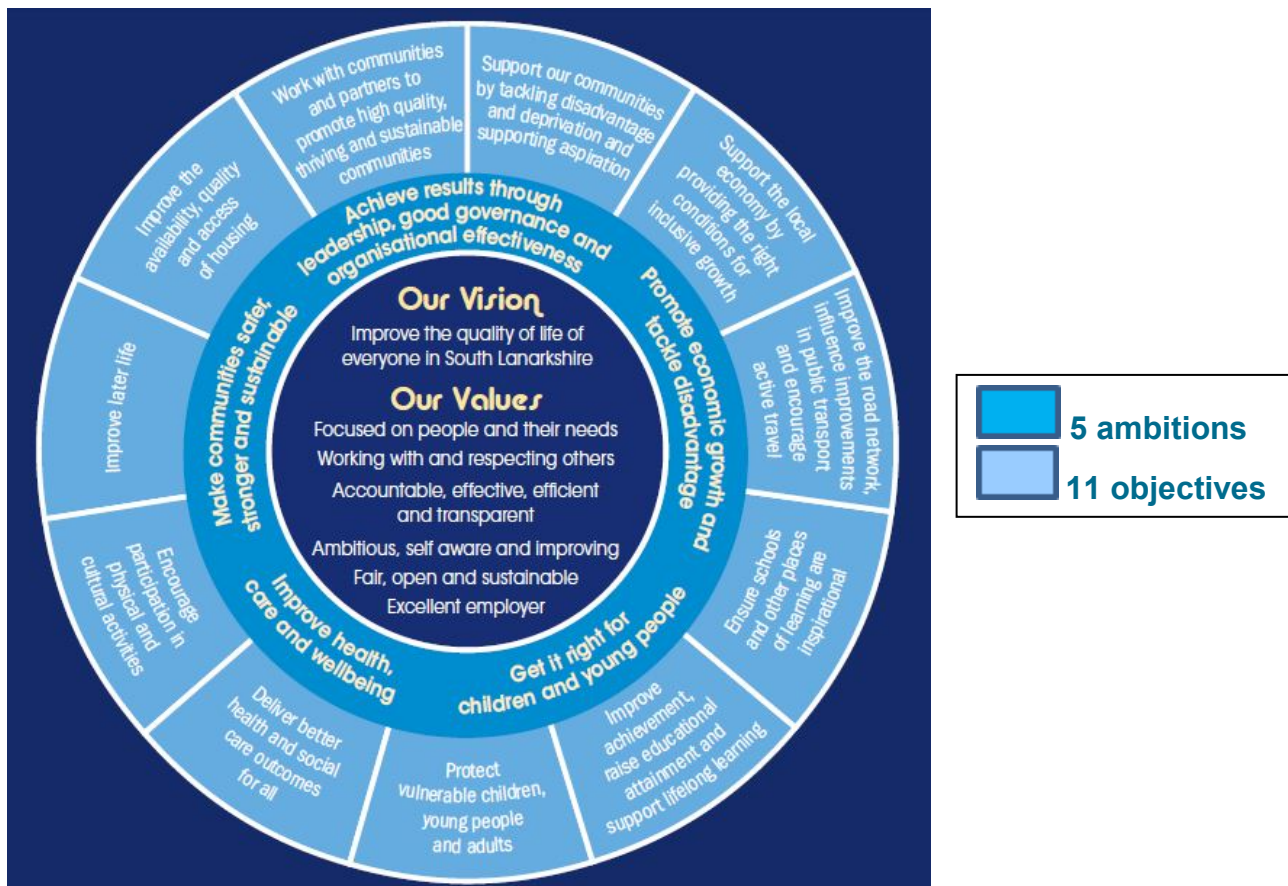 Work with communities
and partners to
promote high quality,
thriving and sustainable
communities
Support our communities
by tackling disadvantage
and deprivation and
supporting aspiration
Support the local
economy by
providing the right
conditions for
inclusive growth
Improve the road network,
influence improvements
in public transport
and encourage
active travel
Ensure schools
and other places
of learning are
inspirational
Improve
achievement,
raise educational
attainment and
support lifelong learning
Protect
vulnerable children,
young people
and adults
Deliver better
health and social
care outcomes
for all
Encourage
participation in
physical and
cultural activities
Improve later life
Improve the
availability, quality
and access
of housing
Achieve results through
leadership, good governance and
organisational effectiveness
Promote economic growth and
tackle disadvantage
Get it right for
children and young people
Improve health,
care and wellbeing
Make communities safer,
stronger and sustainable
Our Vision
Improve the quality of life of
everyone in South Lanarkshire
Our Values
Focused on people and their needs
Working with and respecting others
Accountable, effective, efficient
and transparent
Ambitious, self aware and improving
Fair, open and sustainable
Excellent employer
5 ambitions
11 objectives